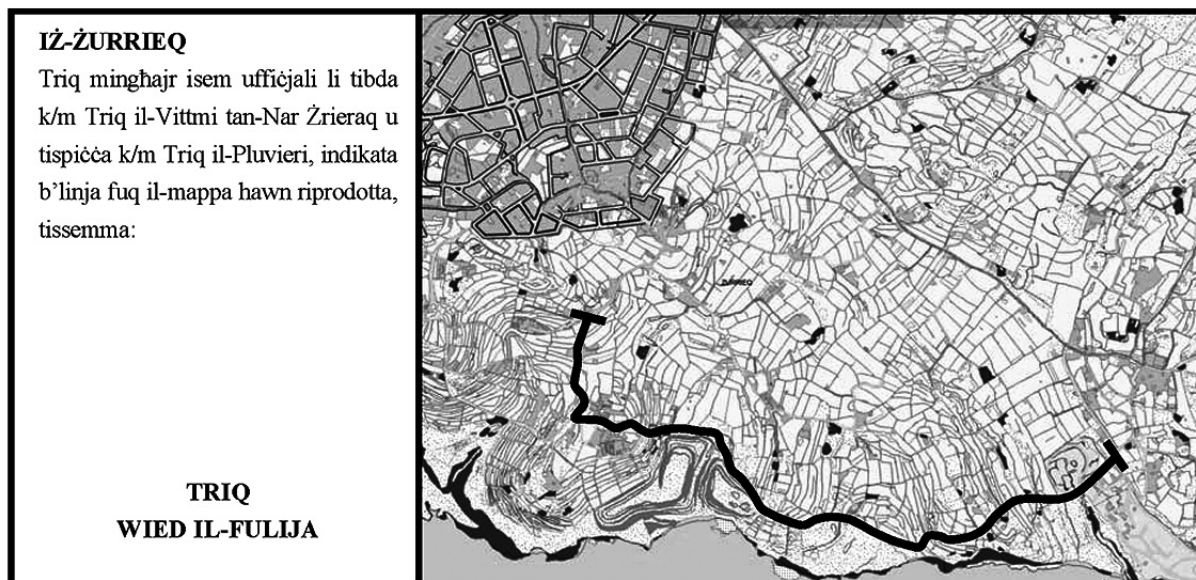 IŻ-ŻURRIEQ
Triq mingħajr isem uffiċjali li tibda
k/m Triq il-Vittmi tan-Nar Żrieraq u
tispiċċa k/m Triq il-Pluvieri, indikata
b’linja fuq il-mappa hawn riprodotta,
tissemma:
TRIQ
WIED IL-FULIJA
ŻURRIEQ